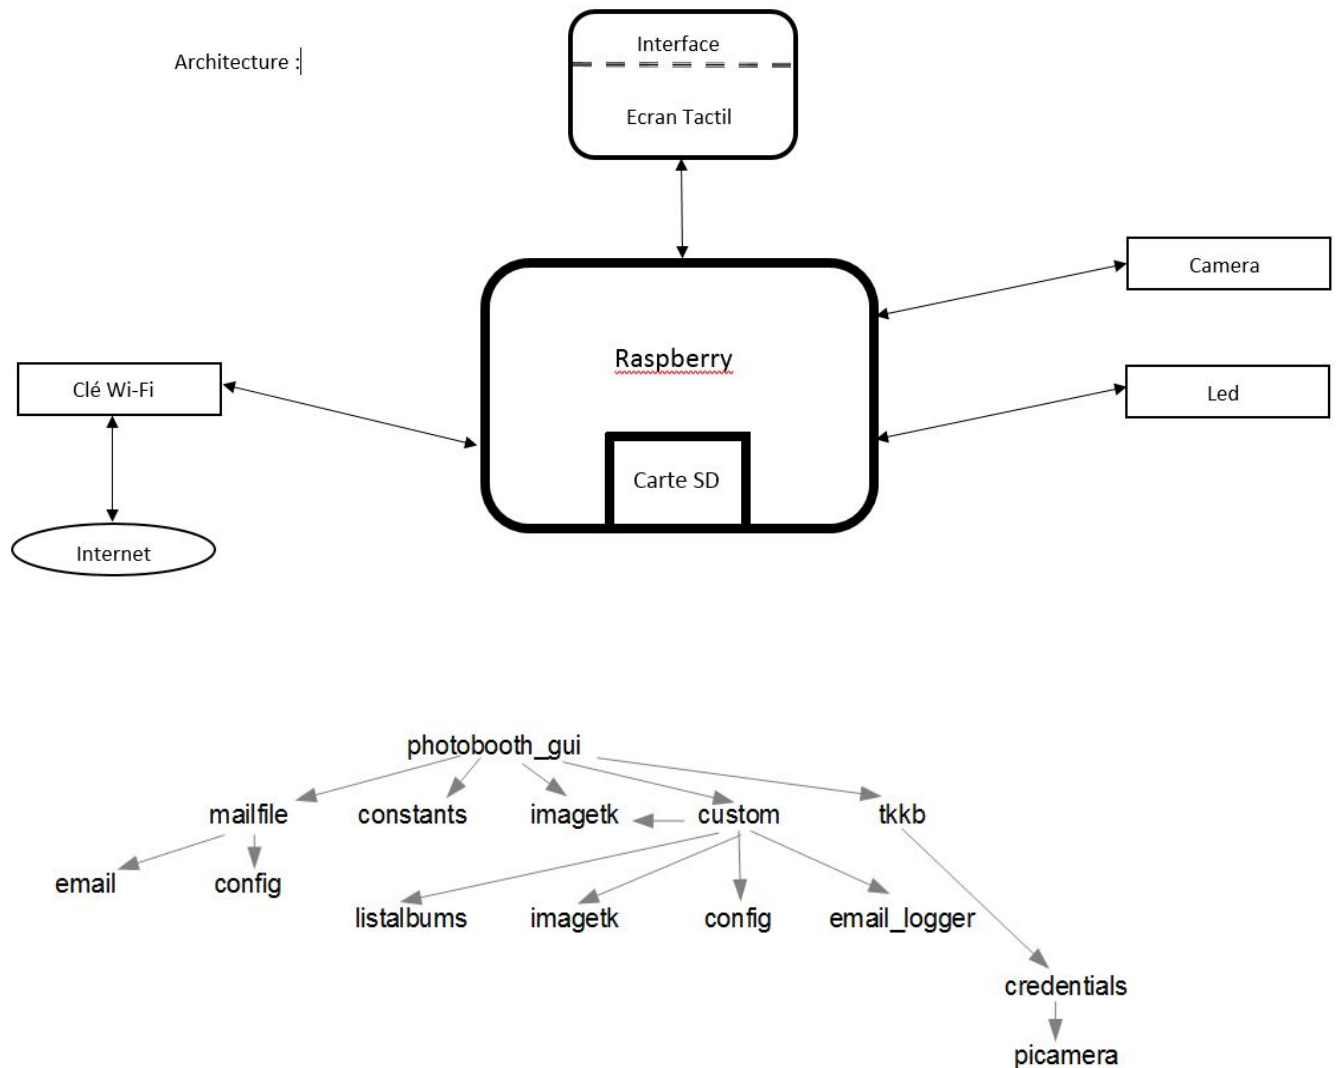 Interface
Architecture :
Ecran Tactil
Camera
Raspberry
Clé Wi-Fi
Led
Carte SD
Internet
photobooth_gui
mailfile constants imagetk custom tkkb
email config
listalbums imagetk config email_logger
credentials
picamera